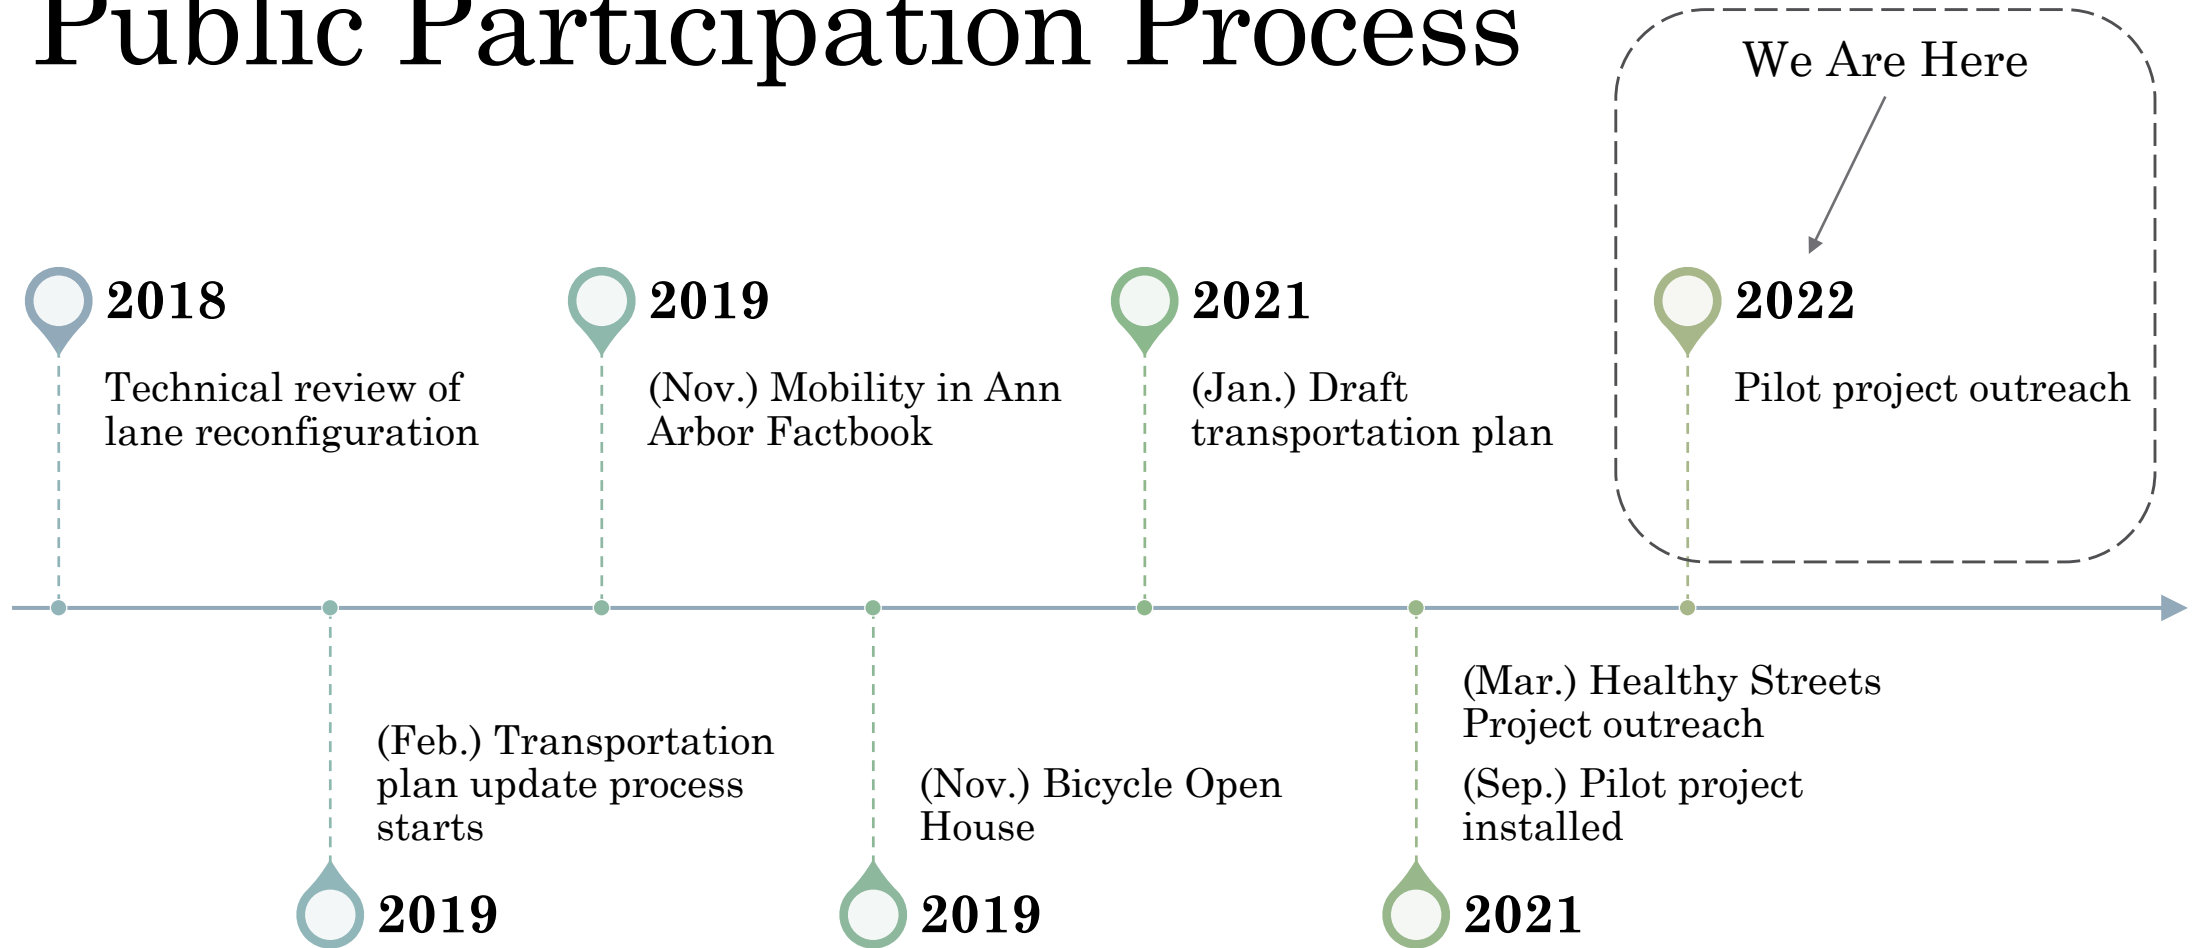 Public Participation Process
We Are Here
2018
Technical review of
lane reconfiguration
2019
(Feb.) Transportation
plan update process
starts
2019
(Nov.) Mobility in Ann
Arbor Factbook
2019
(Nov.) Bicycle Open
House
2021
(Jan.) Draft
transportation plan
2021
(Mar.) Healthy Streets
Project outreach
(Sep.) Pilot project
installed
2022
Pilot project outreach